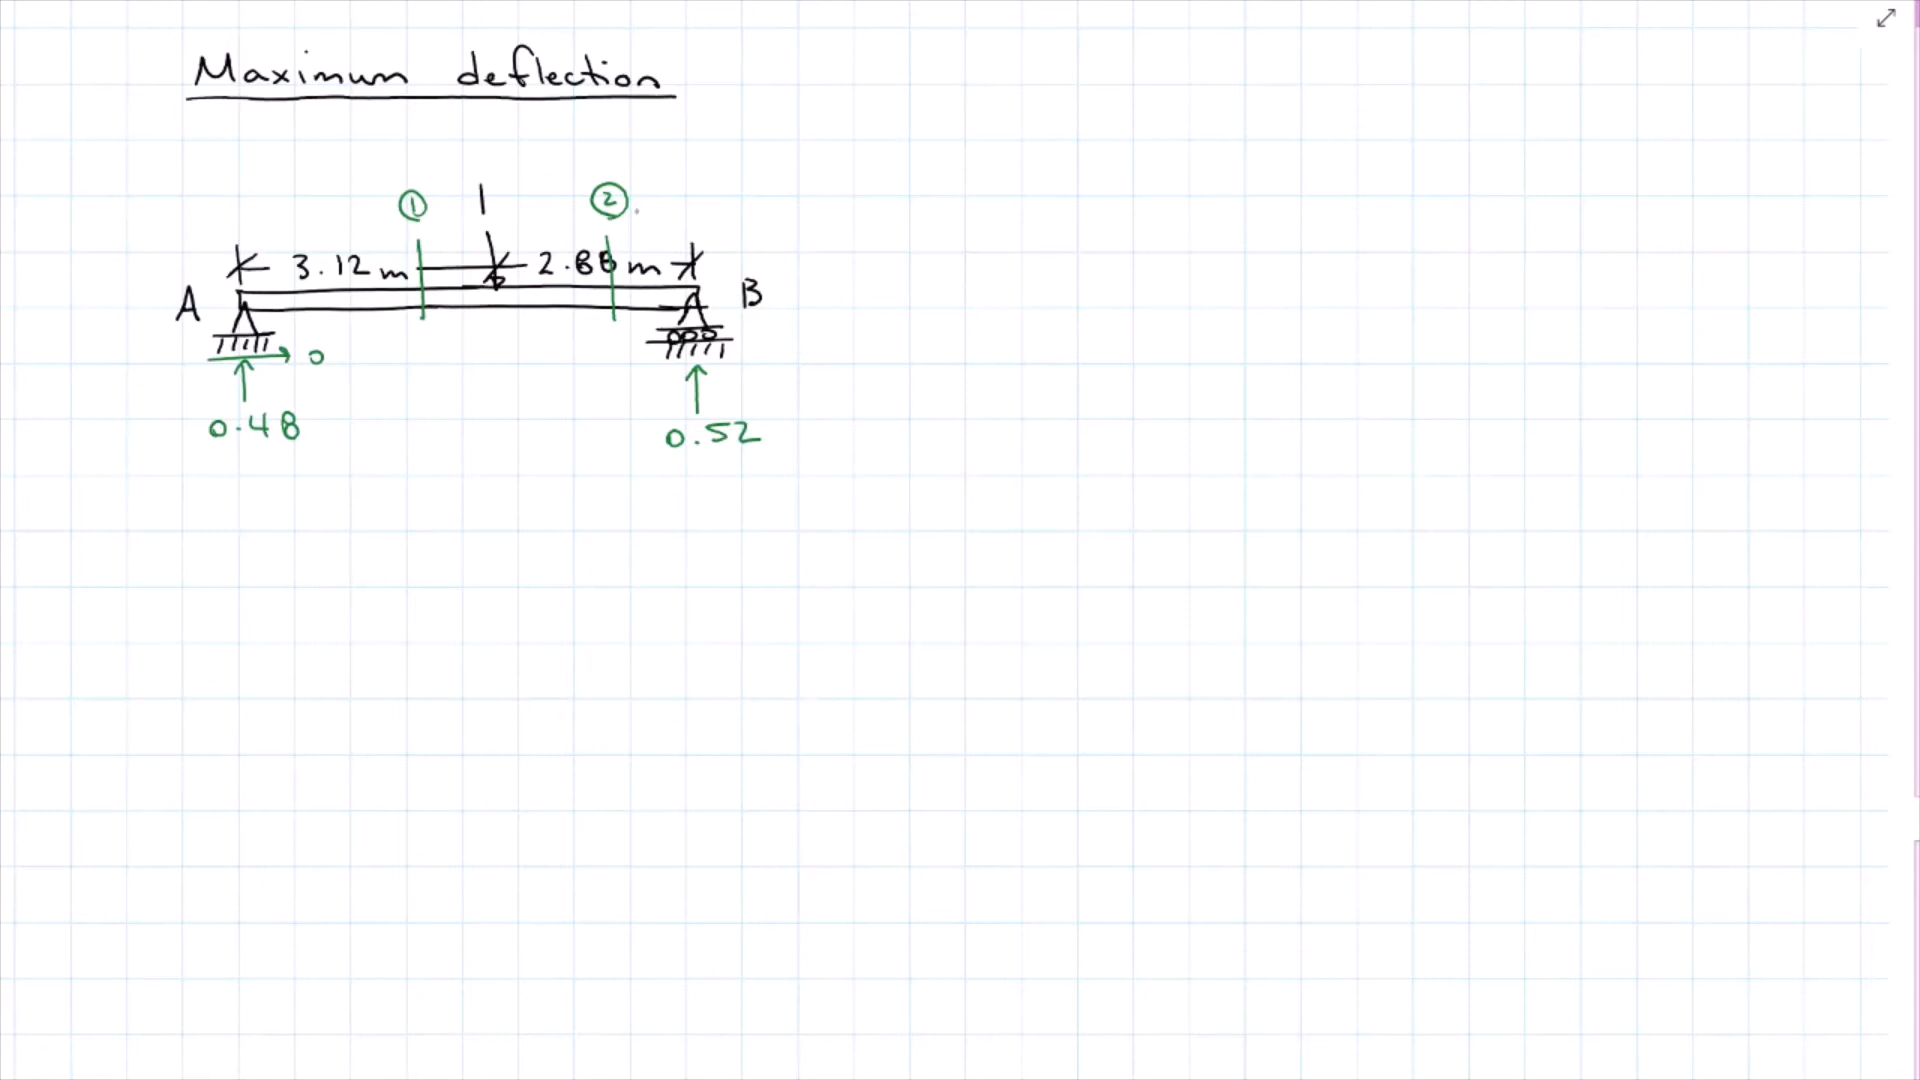 Maximum deflection
① 1 ②
3.12 m 2.88 m
A B
0
0.48 0.52